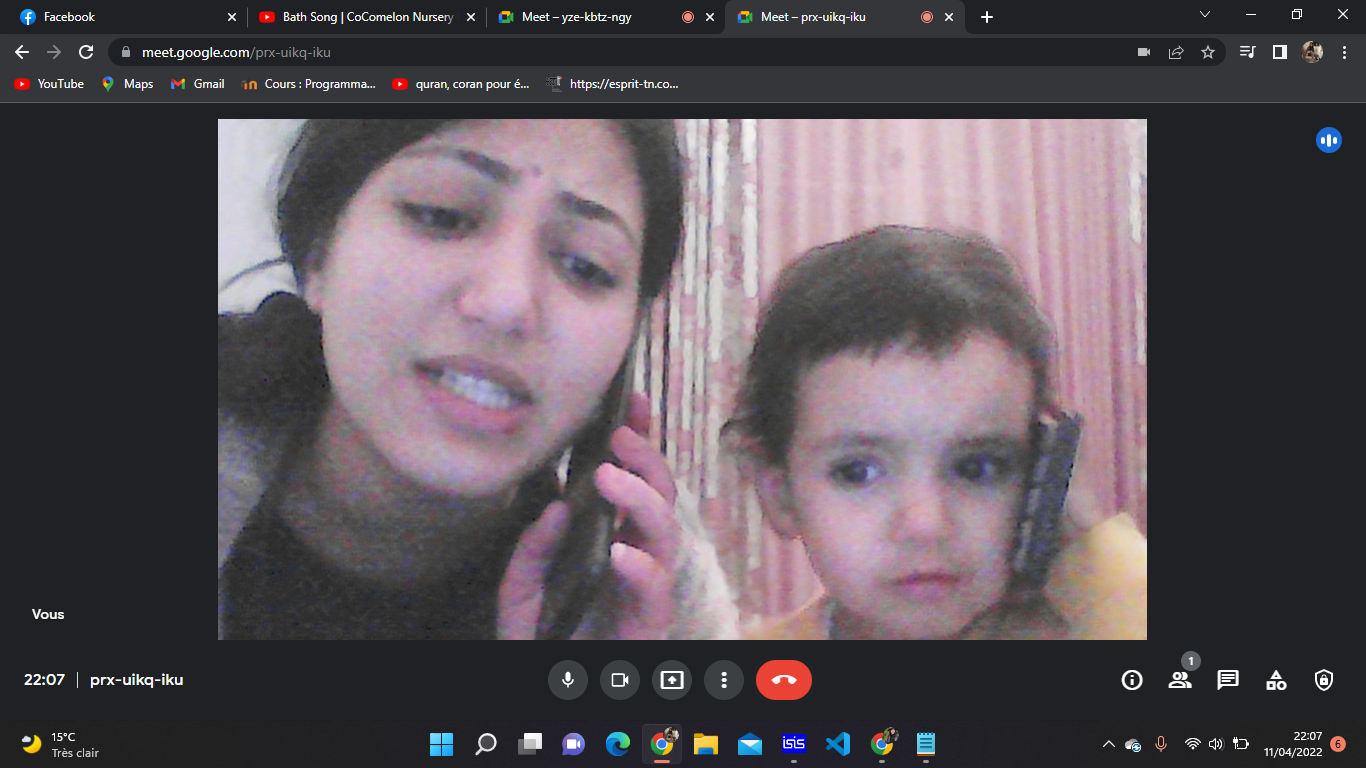 Facebook
Bath Song | CoComelon Nursery
Meet – yze-kbtz-ngy
Meet – prx-uikq-iku
meet.google.com/prx-uikq-iku
YouTube
Maps
Gmail
Cours : Programma...
quran, coran pour é...
https://esprit-tn.co...
Vous
22:07 | prx-uikq-iku
1
15°C
Très clair
isis
22:07
11/04/2022
6